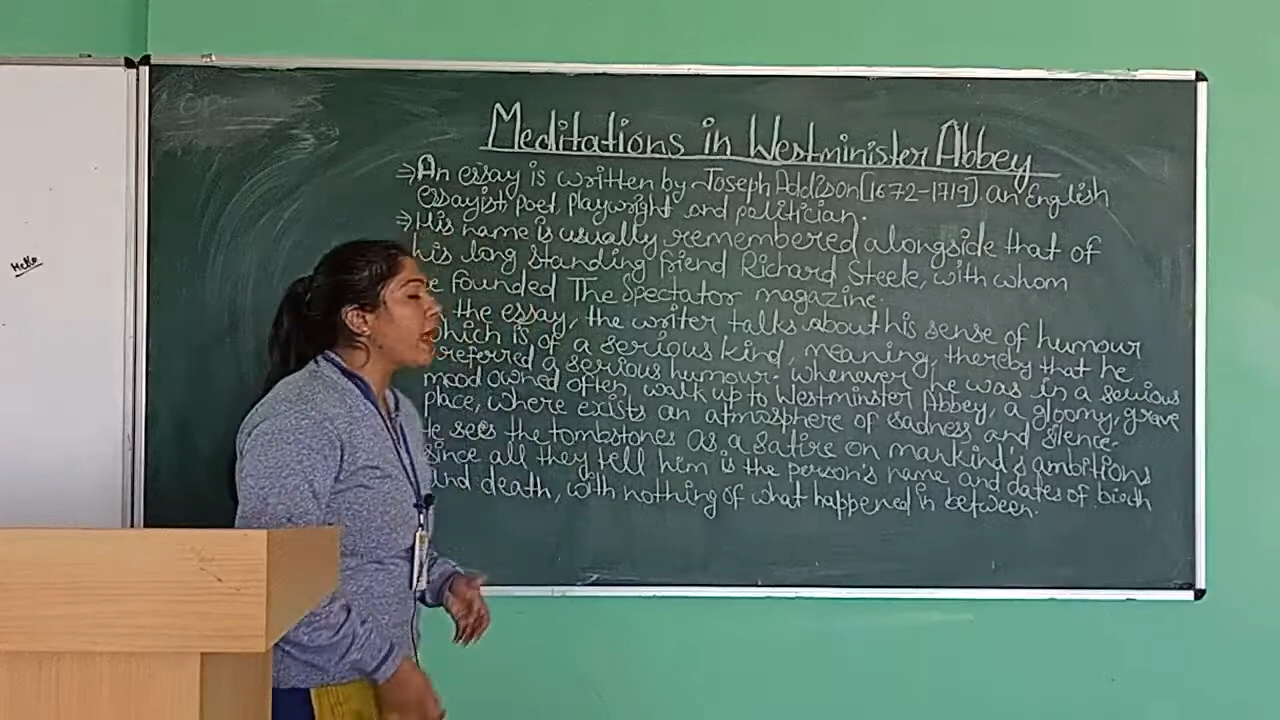 Hello
Meditations in Westminister Abbey
⇒ An essay is written by Joseph Addison [1672-1719] an English
essayist, poet, playwright and politician.
⇒ His name is usually remembered alongside that of
his long standing friend Richard Steele, with whom
he founded The Spectator magazine.
the essay, the writer talks about his sense of humour
which is of a serious kind, meaning, thereby that he
referred a serious humour. whenever he was in a serious
mood owned often walk up to Westminster Abbey, a gloomy, grave
place, where exists an atmosphere of sadness and silence.
He sees the tombstones as a satire on mankind's ambitions
since all they tell him is the person's name and dates of birth
and death, with nothing of what happened in between.